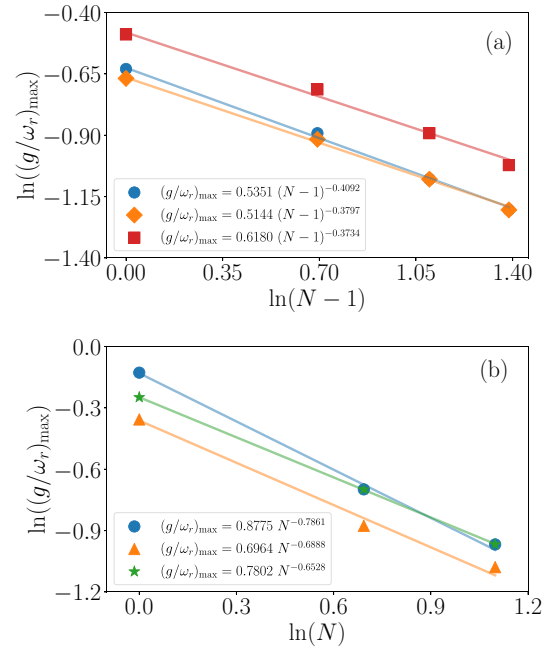 −0.40
−0.65
−0.90
−1.15
−1.40
ln((g/ω_r)_max)
(a)
(g/ω_r)_max = 0.5351 (N − 1)^−0.4092
(g/ω_r)_max = 0.5144 (N − 1)^−0.3797
(g/ω_r)_max = 0.6180 (N − 1)^−0.3734
0.00 0.35 0.70 1.05 1.40
ln(N − 1)
0.0
−0.3
−0.6
−0.9
−1.2
ln((g/ω_r)_max)
(b)
(g/ω_r)_max = 0.8775 N^−0.7861
(g/ω_r)_max = 0.6964 N^−0.6888
(g/ω_r)_max = 0.7802 N^−0.6528
0.0 0.3 0.6 0.9 1.2
ln(N)